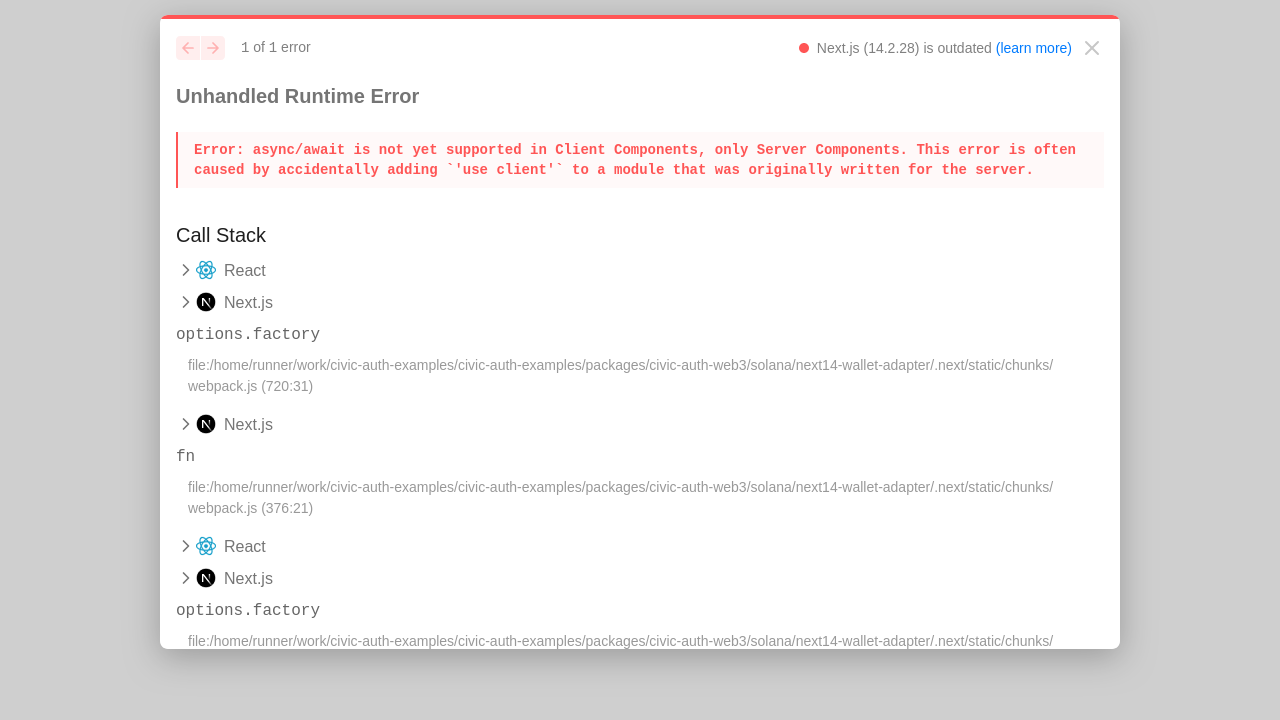 1 of 1 error
Next.js (14.2.28) is outdated (learn more)
Unhandled Runtime Error
Error: async/await is not yet supported in Client Components, only Server Components. This error is often
caused by accidentally adding `'use client'` to a module that was originally written for the server.
Call Stack
React
Next.js
options.factory
file:/home/runner/work/civic-auth-examples/civic-auth-examples/packages/civic-auth-web3/solana/next14-wallet-adapter/.next/static/chunks/
webpack.js (720:31)
Next.js
fn
file:/home/runner/work/civic-auth-examples/civic-auth-examples/packages/civic-auth-web3/solana/next14-wallet-adapter/.next/static/chunks/
webpack.js (376:21)
React
Next.js
options.factory
file:/home/runner/work/civic-auth-examples/civic-auth-examples/packages/civic-auth-web3/solana/next14-wallet-adapter/.next/static/chunks/